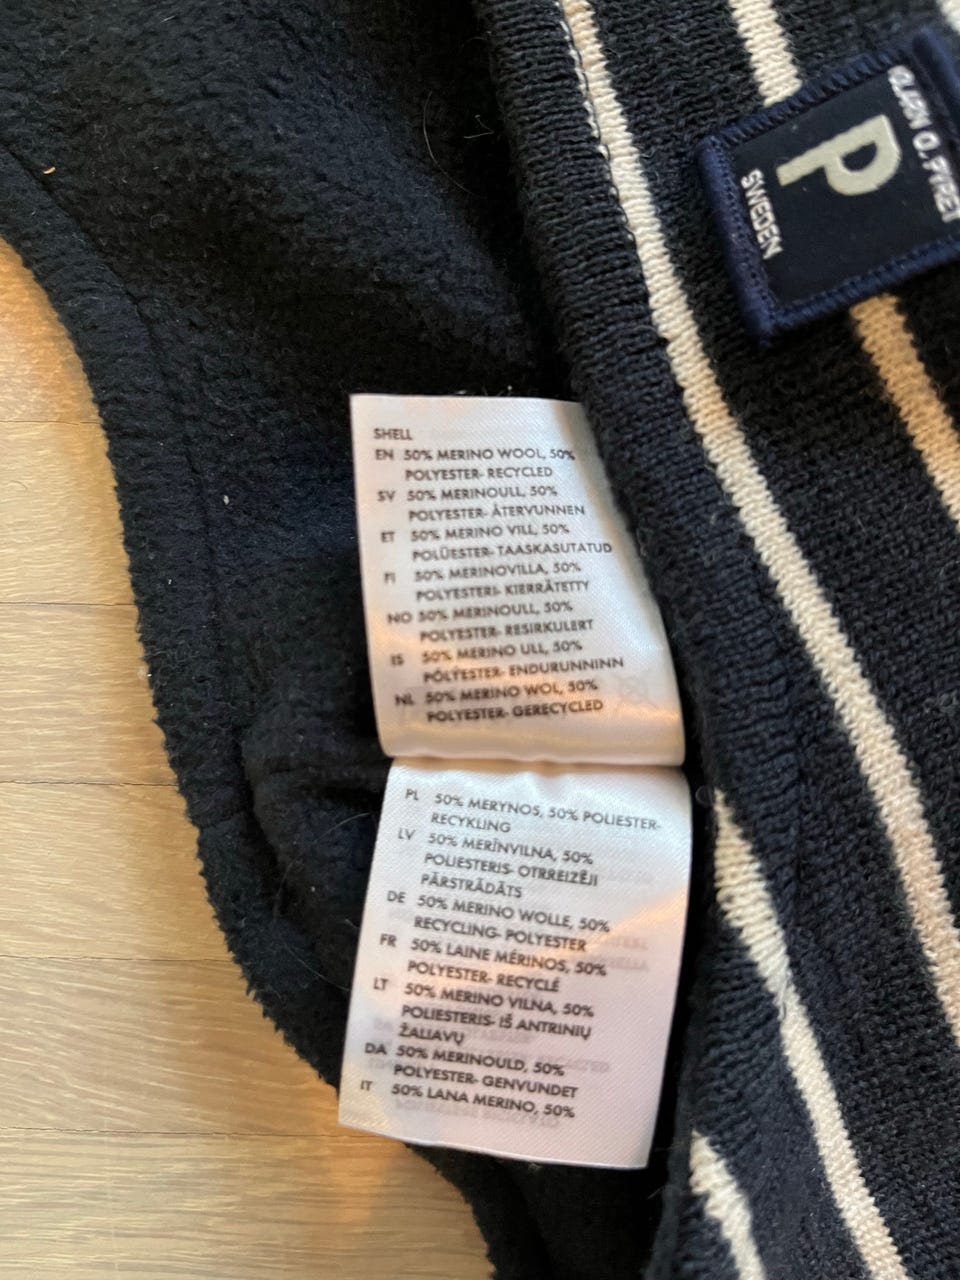 P
SWEDEN
SHELL
EN 50% MERINO WOOL, 50%
POLYESTER- RECYCLED
SV 50% MERINOULL, 50%
POLYESTER- ÅTERVUNNEN
ET 50% MERINO VILL, 50%
POLÜESTER- TAASKASUTATUD
FI 50% MERINOVILLA, 50%
POLYESTERI- KIERRÄTETTY
NO 50% MERINOULL, 50%
POLYESTER- RESIRKULERT
IS 50% MERINO ULL, 50%
PÓLÝESTER- ENDURUNNINN
NL 50% MERINO WOL, 50%
POLYESTER- GERECYCLED
PL 50% MERYNOS, 50% POLIESTER-
RECYKLING
LV 50% MERĪNVILNA, 50%
POLIESTERIS- OTRREIZĒJI
PĀRSTRĀDĀTS
DE 50% MERINO WOLLE, 50%
RECYCLING- POLYESTER
FR 50% LAINE MÉRINOS, 50%
POLYESTER- RECYCLÉ
LT 50% MERINO VILNA, 50%
POLIESTERIS- IŠ ANTRINIŲ
ŽALIAVŲ
DA 50% MERINOULD, 50%
POLYESTER- GENVUNDET
IT 50% LANA MERINO, 50%